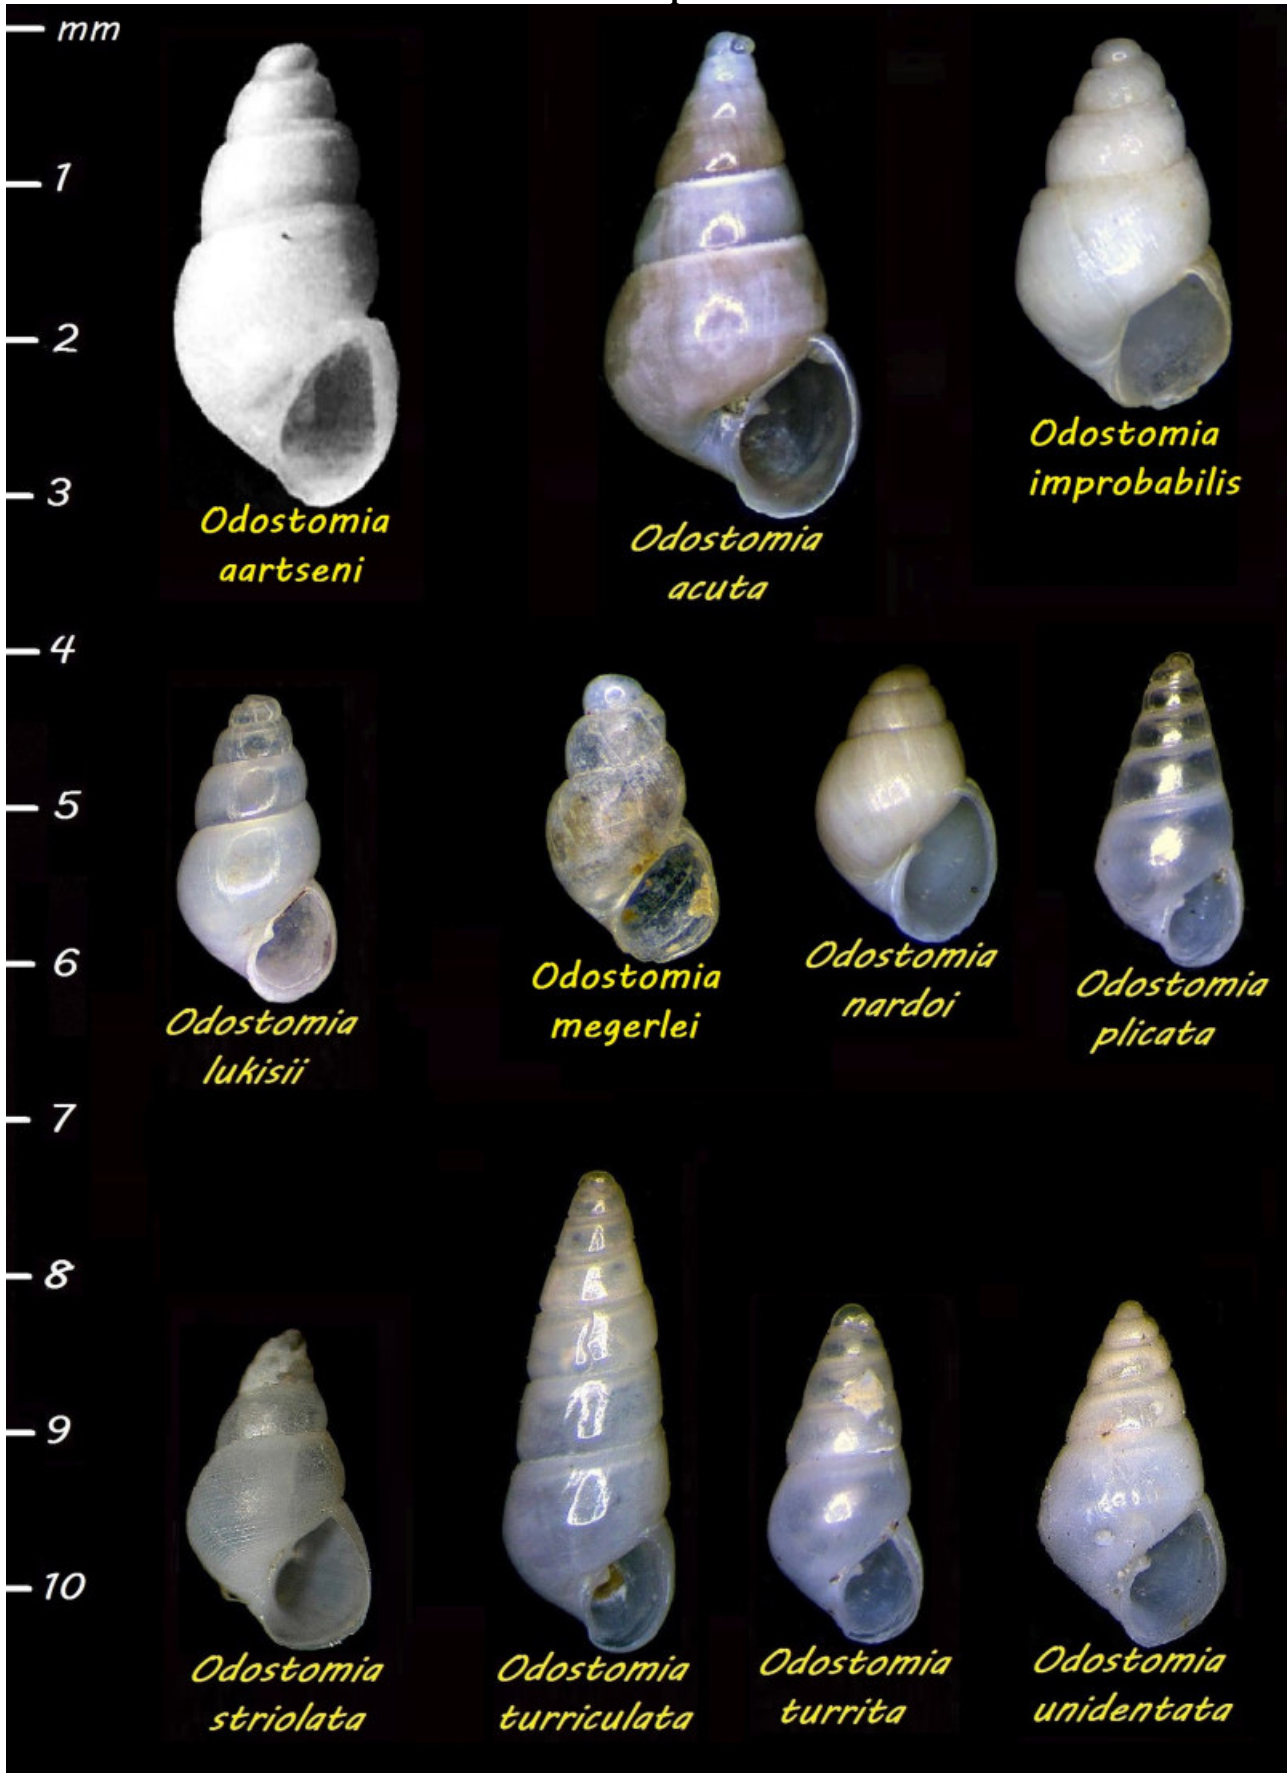 mm
1
2
3
Odostomia
aartseni
Odostomia
acuta
Odostomia
improbabilis
4
5
6
Odostomia
lukisii
Odostomia
megerlei
Odostomia
nardoi
Odostomia
plicata
7
8
9
10
Odostomia
striolata
Odostomia
turriculata
Odostomia
turrita
Odostomia
unidentata